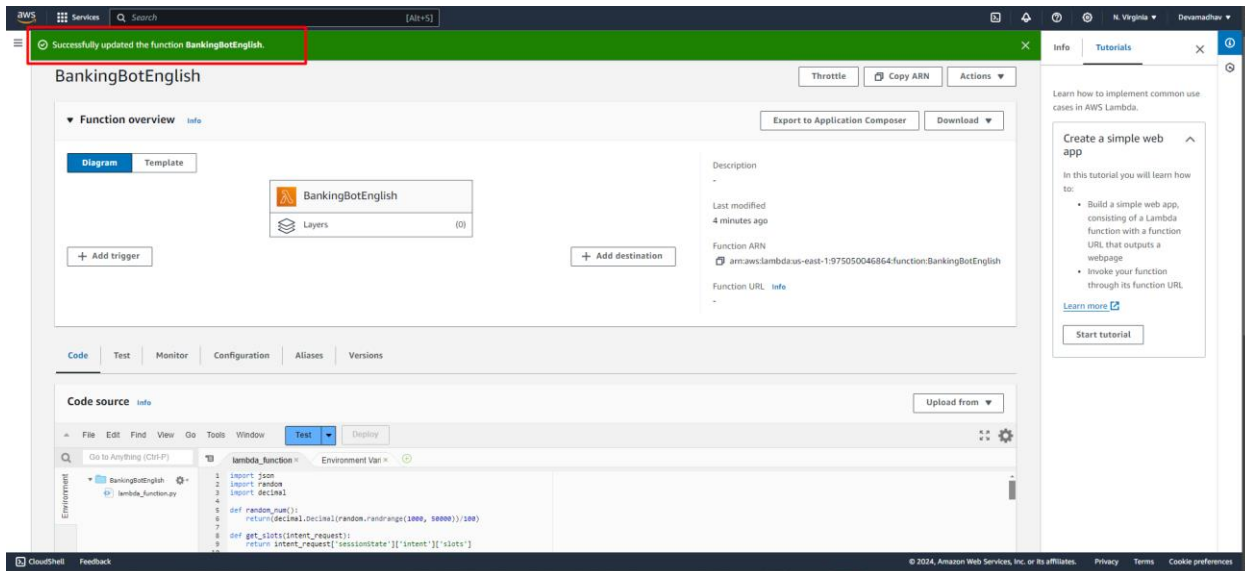 aws Services Search [Alt+S] N. Virginia Devamadhav
Successfully updated the function BankingBotEnglish.
BankingBotEnglish
Throttle Copy ARN Actions
Function overview Info
Export to Application Composer Download
Diagram Template
BankingBotEnglish
Layers (0)
+ Add trigger
+ Add destination
Description
-
Last modified
4 minutes ago
Function ARN
arn:aws:lambda:us-east-1:975050046864:function:BankingBotEnglish
Function URL Info
-
Code Test Monitor Configuration Aliases Versions
Code source Info
Upload from
File Edit Find View Go Tools Window Test Deploy
Go to Anything (Ctrl-P) lambda_function Environment Vari
Environment
BankingBotEnglish
lambda_function.py
1 import json
2 import random
3 import decimal
4
5 def random_num():
6 return(decimal.Decimal(random.randrange(1000, 50000))/100)
7
8 def get_slots(intent_request):
9 return intent_request['sessionState']['intent']['slots']
Info Tutorials
Learn how to implement common use
cases in AWS Lambda.
Create a simple web
app
In this tutorial you will learn how
to:
• Build a simple web app,
consisting of a Lambda
function with a function
URL that outputs a
webpage
• Invoke your function
through its function URL
Learn more
Start tutorial
CloudShell Feedback © 2024, Amazon Web Services, Inc. or its affiliates. Privacy Terms Cookie preferences